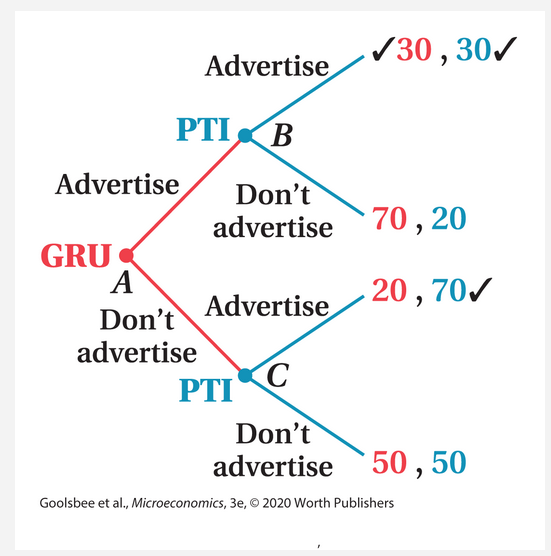 Advertise
✓30 , 30✓
PTI
B
Advertise
Don't
advertise
70 , 20
GRU
A
Don't
advertise
Advertise
20 , 70✓
PTI
C
Don't
advertise
50 , 50
Goolsbee et al., Microeconomics, 3e, © 2020 Worth Publishers
,